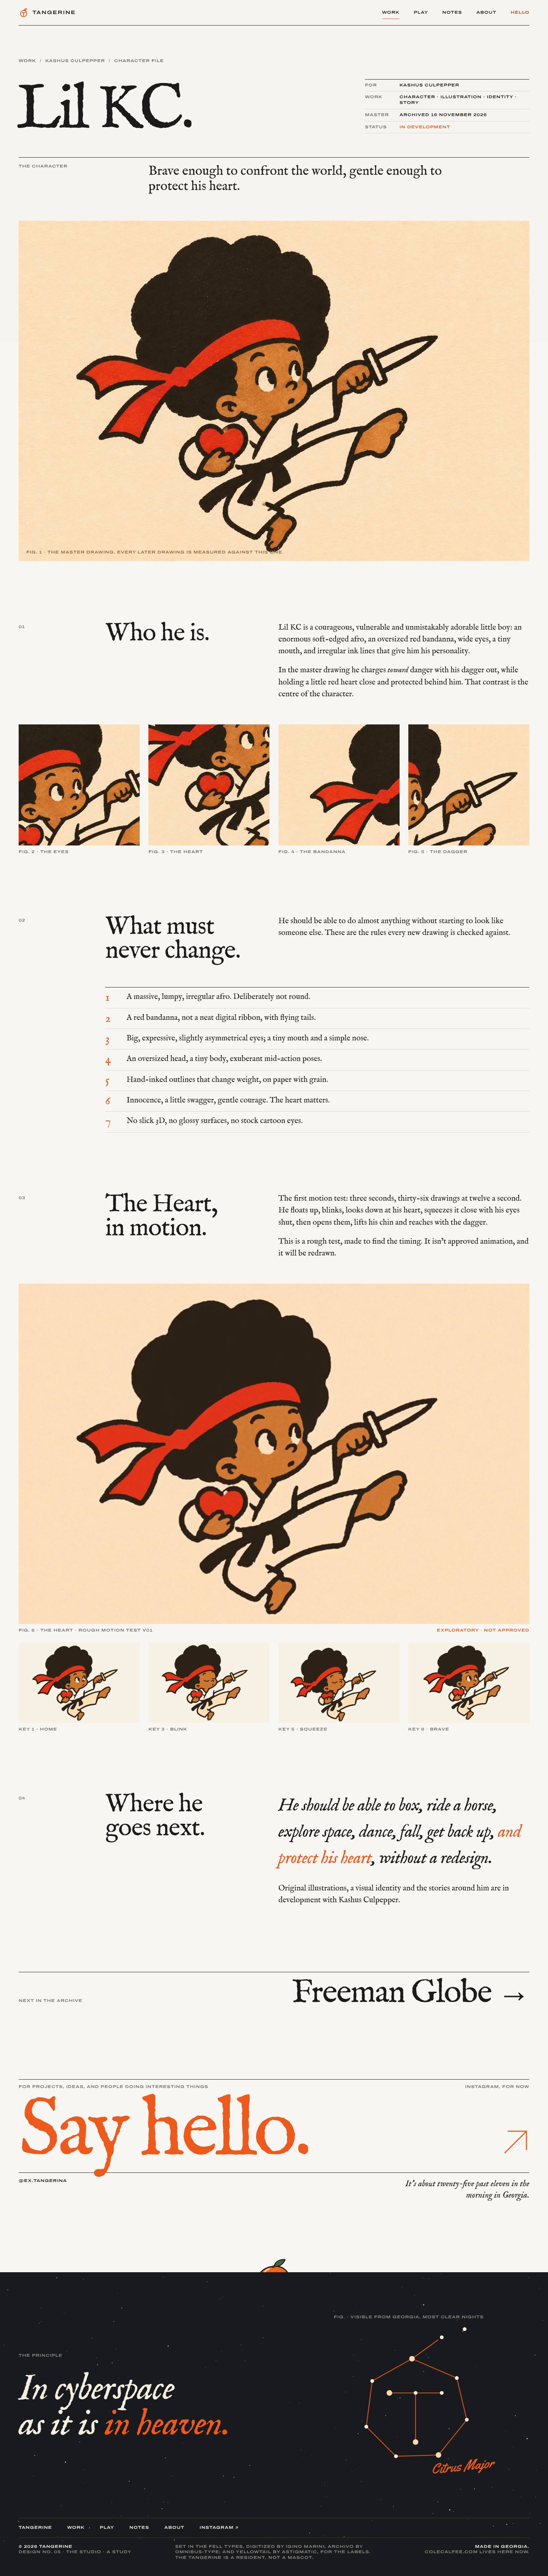 TANGERINE
WORK PLAY NOTES ABOUT HELLO
WORK / KASHUS CULPEPPER / CHARACTER FILE
Lil KC.
FOR KASHUS CULPEPPER
WORK CHARACTER · ILLUSTRATION · IDENTITY ·
STORY
MASTER ARCHIVED 16 NOVEMBER 2025
STATUS IN DEVELOPMENT
THE CHARACTER
Brave enough to confront the world, gentle enough to
protect his heart.
FIG. 1 · THE MASTER DRAWING. EVERY LATER DRAWING IS MEASURED AGAINST THIS ONE.
01
Who he is.
Lil KC is a courageous, vulnerable and unmistakably adorable little boy: an
enormous soft-edged afro, an oversized red bandanna, wide eyes, a tiny
mouth, and irregular ink lines that give him his personality.
In the master drawing he charges toward danger with his dagger out, while
holding a little red heart close and protected behind him. That contrast is the
centre of the character.
FIG. 2 · THE EYES
FIG. 3 · THE HEART
FIG. 4 · THE BANDANNA
FIG. 5 · THE DAGGER
02
What must
never change.
He should be able to do almost anything without starting to look like
someone else. These are the rules every new drawing is checked against.
1 A massive, lumpy, irregular afro. Deliberately not round.
2 A red bandanna, not a neat digital ribbon, with flying tails.
3 Big, expressive, slightly asymmetrical eyes; a tiny mouth and a simple nose.
4 An oversized head, a tiny body, exuberant mid-action poses.
5 Hand-inked outlines that change weight, on paper with grain.
6 Innocence, a little swagger, gentle courage. The heart matters.
7 No slick 3D, no glossy surfaces, no stock cartoon eyes.
03
The Heart,
in motion.
The first motion test: three seconds, thirty-six drawings at twelve a second.
He floats up, blinks, looks down at his heart, squeezes it close with his eyes
shut, then opens them, lifts his chin and reaches with the dagger.
This is a rough test, made to find the timing. It isn't approved animation, and
it will be redrawn.
FIG. 6 · THE HEART · ROUGH MOTION TEST V01
EXPLORATORY · NOT APPROVED
KEY 1 · HOME
KEY 3 · BLINK
KEY 5 · SQUEEZE
KEY 6 · BRAVE
04
Where he
goes next.
He should be able to box, ride a horse,
explore space, dance, fall, get back up, and
protect his heart, without a redesign.
Original illustrations, a visual identity and the stories around him are in
development with Kashus Culpepper.
NEXT IN THE ARCHIVE
Freeman Globe →
FOR PROJECTS, IDEAS, AND PEOPLE DOING INTERESTING THINGS
INSTAGRAM, FOR NOW
Say hello.
@EX.TANGERINA
It's about twenty-five past eleven in the
morning in Georgia.
FIG. · VISIBLE FROM GEORGIA, MOST CLEAR NIGHTS
THE PRINCIPLE
In cyberspace
as it is in heaven.
Citrus Major
TANGERINE WORK PLAY NOTES ABOUT INSTAGRAM ↗
© 2026 TANGERINE
DESIGN NO. 05 · THE STUDIO · A STUDY
SET IN THE FELL TYPES, DIGITIZED BY IGINO MARINI; ARCHIVO BY
OMNIBUS-TYPE; AND YELLOWTAIL BY ASTIGMATIC, FOR THE LABELS.
THE TANGERINE IS A RESIDENT, NOT A MASCOT.
MADE IN GEORGIA.
COLECALFEE.COM LIVES HERE NOW.